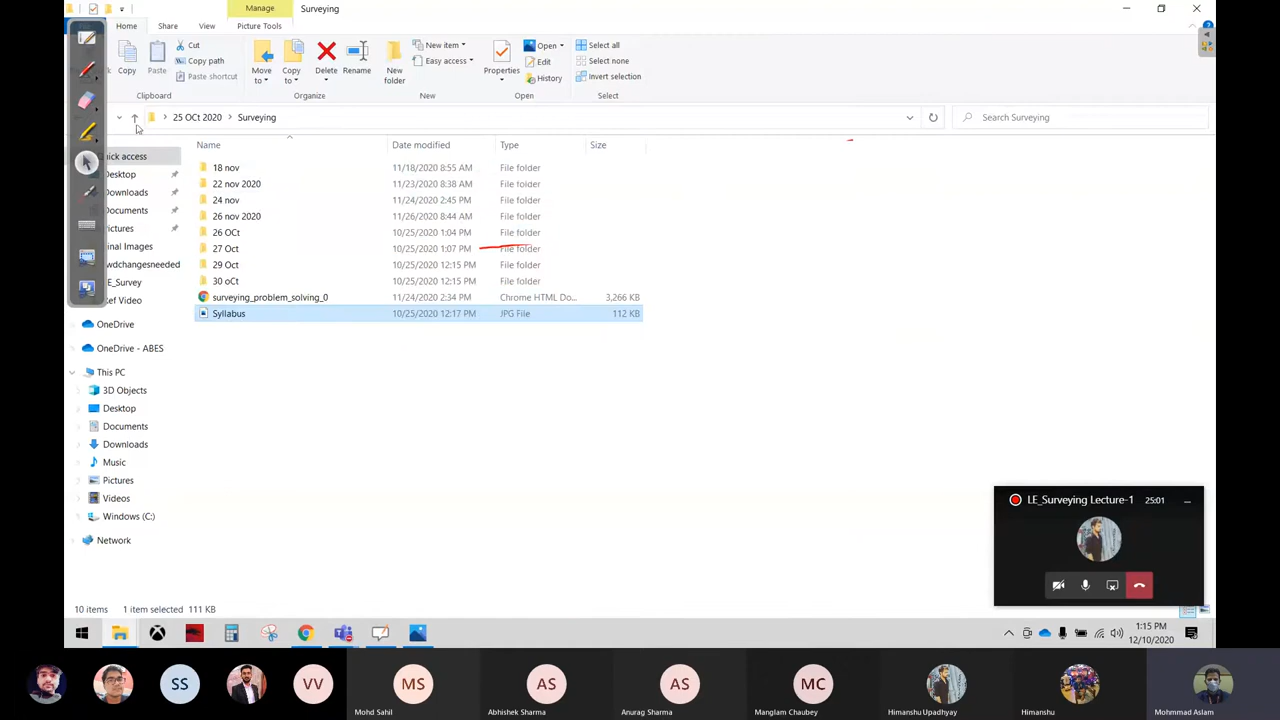 Manage
Surveying
Home
Share
View
Picture Tools
Copy
Paste
Cut
Copy path
Paste shortcut
Clipboard
Move to
Copy to
Delete
Rename
Organize
New folder
New item
Easy access
New
Properties
Open
Edit
History
Open
Select all
Select none
Invert selection
Select
25 OCt 2020
Surveying
Search Surveying
Name
Date modified
Type
Size
18 nov 11/18/2020 8:55 AM File folder
22 nov 2020 11/23/2020 8:38 AM File folder
24 nov 11/24/2020 2:45 PM File folder
26 nov 2020 11/26/2020 8:44 AM File folder
26 OCt 10/25/2020 1:04 PM File folder
27 Oct 10/25/2020 1:07 PM File folder
29 Oct 10/25/2020 12:15 PM File folder
30 oCt 10/25/2020 12:15 PM File folder
surveying_problem_solving_0 11/24/2020 2:34 PM Chrome HTML Do... 3,266 KB
Syllabus 10/25/2020 12:17 PM JPG File 112 KB
uick access
Desktop
Downloads
Documents
ictures
inal Images
wdchangesneeded
E_Survey
ef Video
OneDrive
OneDrive - ABES
This PC
3D Objects
Desktop
Documents
Downloads
Music
Pictures
Videos
Windows (C:)
Network
10 items 1 item selected 111 KB
LE_Surveying Lecture-1 25:01
1:15 PM
12/10/2020
SS
VV
MS
AS
AS
MC
Mohd Sahil
Abhishek Sharma
Anurag Sharma
Manglam Chaubey
Himanshu Upadhyay
Himanshu
Mohmmad Aslam